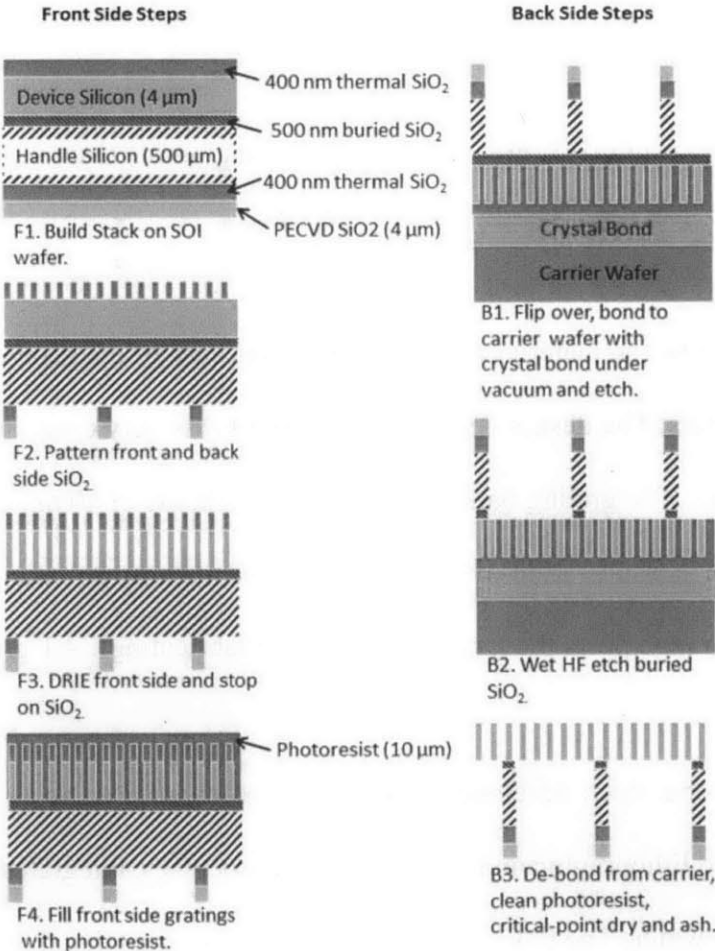 Front Side Steps
Device Silicon (4 µm)
Handle Silicon (500 µm)
400 nm thermal SiO₂
500 nm buried SiO₂
400 nm thermal SiO₂
PECVD SiO2 (4 µm)
F1. Build Stack on SOI
wafer.
F2. Pattern front and back
side SiO₂
F3. DRIE front side and stop
on SiO₂
Photoresist (10 µm)
F4. Fill front side gratings
with photoresist.
Back Side Steps
Crystal Bond
Carrier Wafer
B1. Flip over, bond to
carrier wafer with
crystal bond under
vacuum and etch.
B2. Wet HF etch buried
SiO₂
B3. De-bond from carrier,
clean photoresist,
critical-point dry and ash.